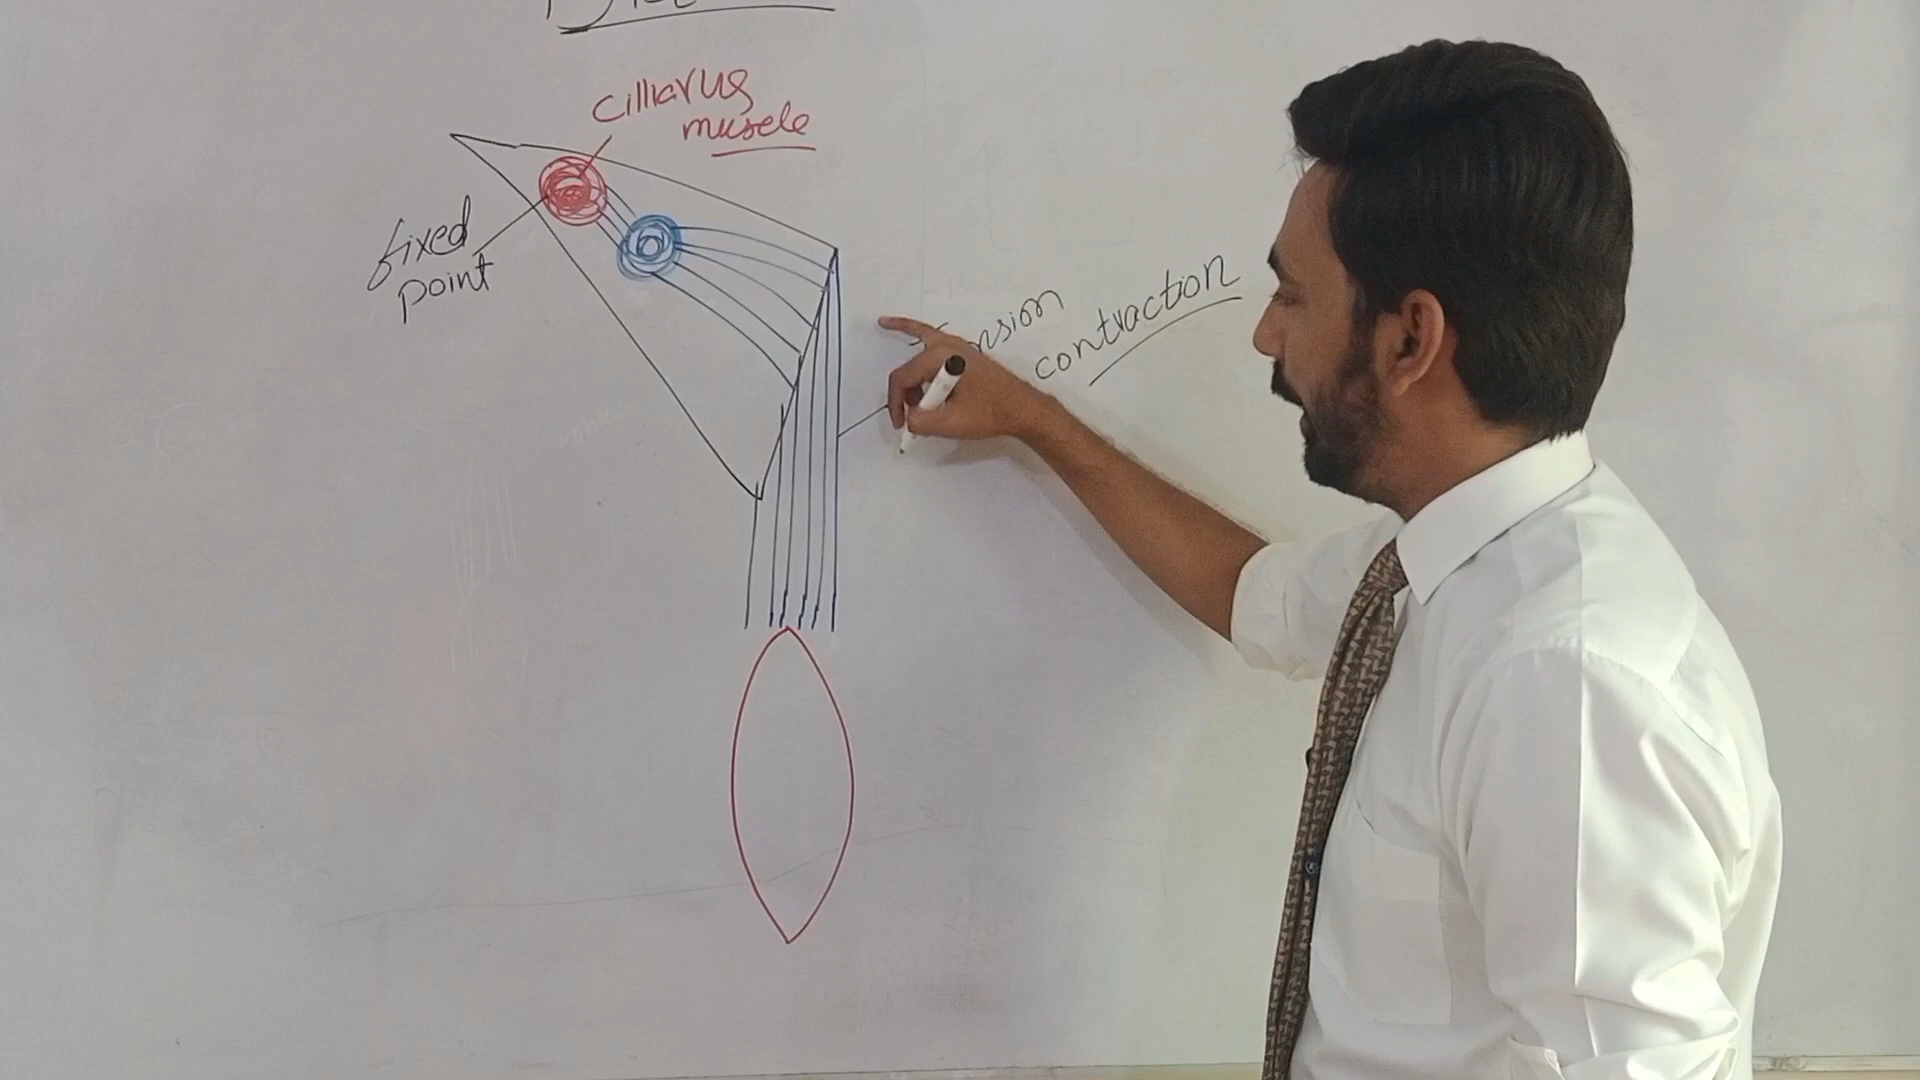 cilliarus
muscle
fixed
point
contraction